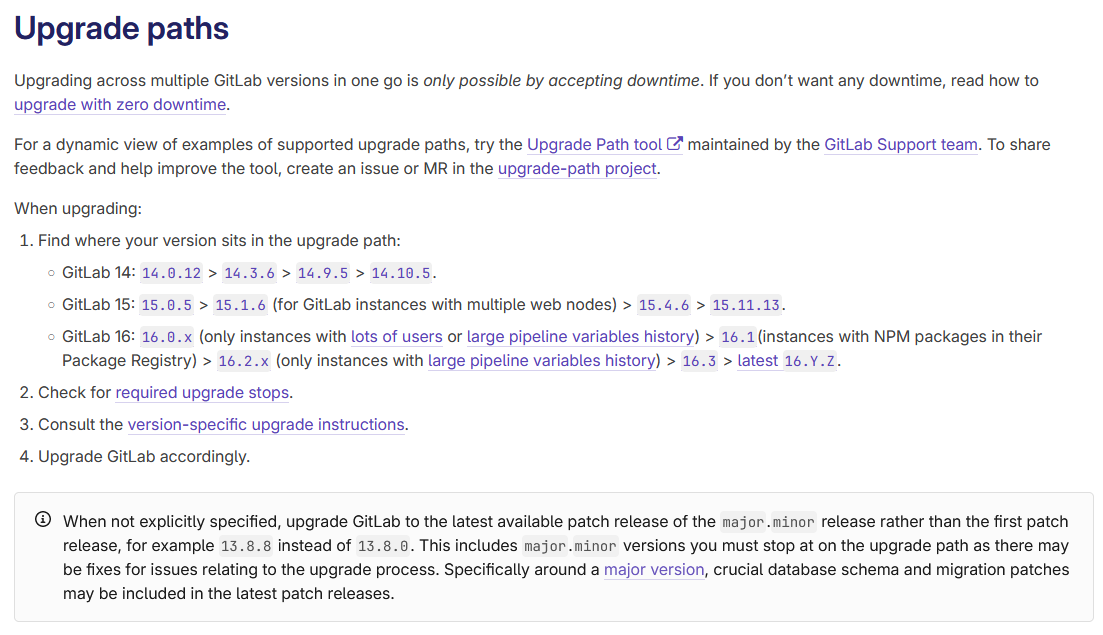 Upgrade paths
Upgrading across multiple GitLab versions in one go is only possible by accepting downtime. If you don’t want any downtime, read how to
upgrade with zero downtime.
For a dynamic view of examples of supported upgrade paths, try the Upgrade Path tool maintained by the GitLab Support team. To share
feedback and help improve the tool, create an issue or MR in the upgrade-path project.
When upgrading:
1. Find where your version sits in the upgrade path:
○ GitLab 14: 14.0.12 > 14.3.6 > 14.9.5 > 14.10.5.
○ GitLab 15: 15.0.5 > 15.1.6 (for GitLab instances with multiple web nodes) > 15.4.6 > 15.11.13.
○ GitLab 16: 16.0.x (only instances with lots of users or large pipeline variables history) > 16.1(instances with NPM packages in their
Package Registry) > 16.2.x (only instances with large pipeline variables history) > 16.3 > latest 16.Y.Z.
2. Check for required upgrade stops.
3. Consult the version-specific upgrade instructions.
4. Upgrade GitLab accordingly.
When not explicitly specified, upgrade GitLab to the latest available patch release of the major.minor release rather than the first patch
release, for example 13.8.8 instead of 13.8.0. This includes major.minor versions you must stop at on the upgrade path as there may
be fixes for issues relating to the upgrade process. Specifically around a major version, crucial database schema and migration patches
may be included in the latest patch releases.